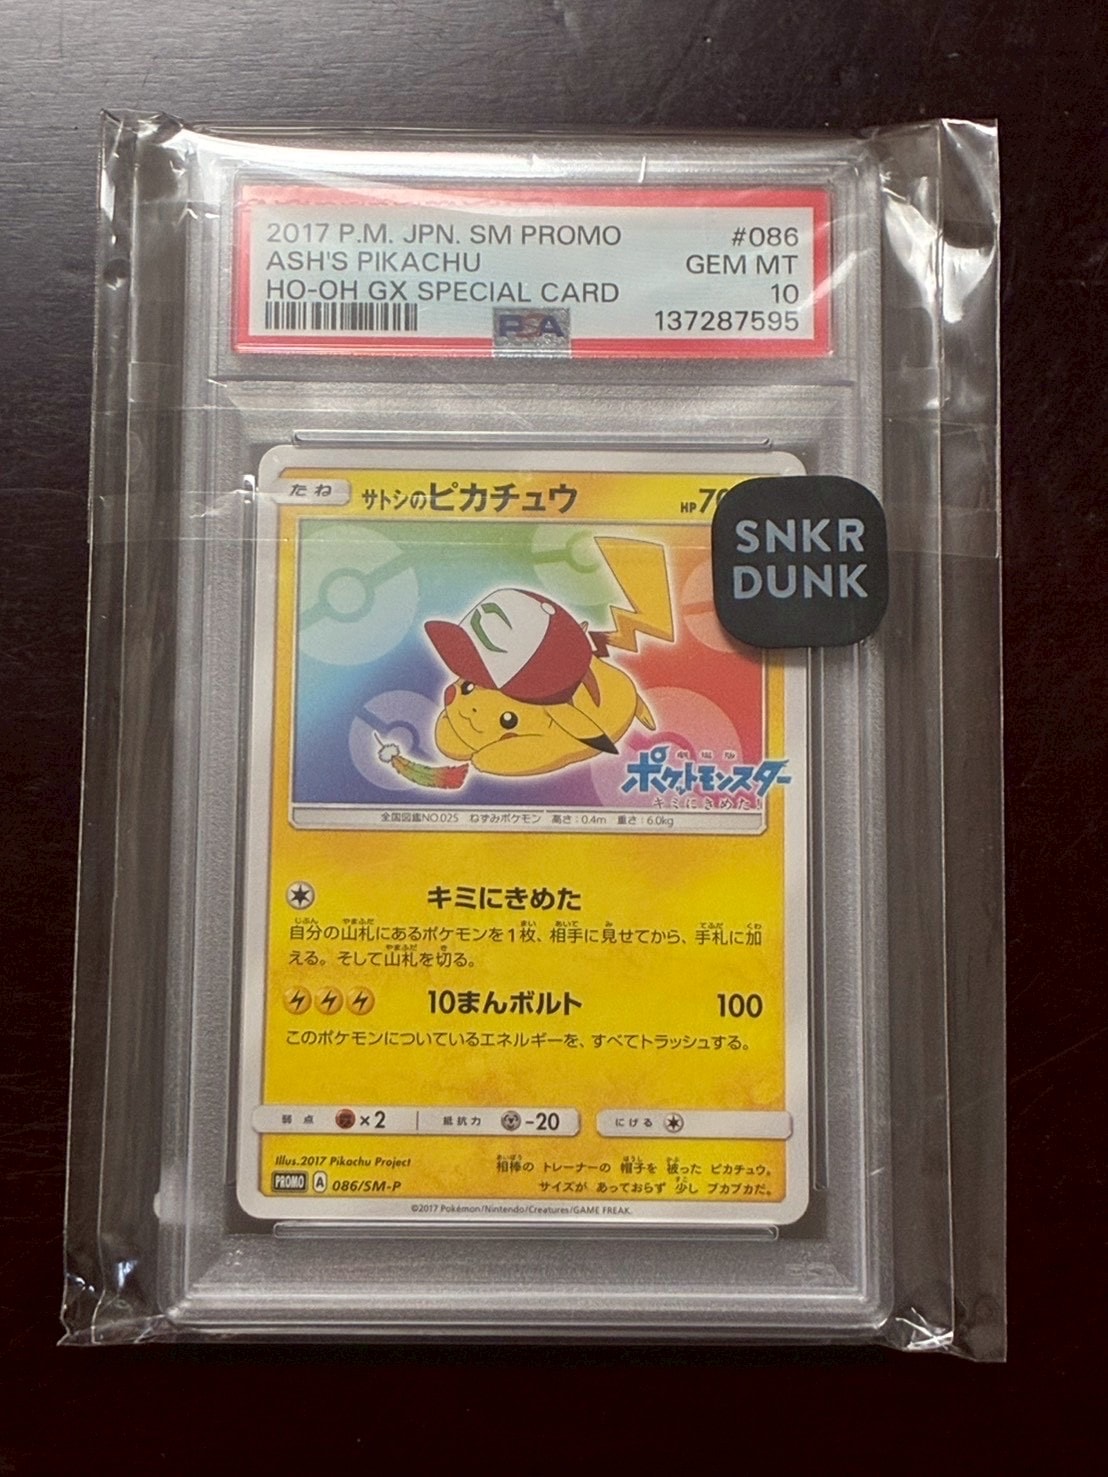 2017 P.M. JPN. SM PROMO #086
ASH'S PIKACHU GEM MT
HO-OH GX SPECIAL CARD 10
PSA 137287595
たね サトシのピカチュウ HP 70
SNKR
DUNK
劇場版
ポケットモンスター
キミにきめた!
全国図鑑NO.025 ねずみポケモン 高さ:0.4m 重さ:6.0kg
キミにきめた
自分の山札にあるポケモンを1枚、相手に見せてから、手札に加
える。そして山札を切る。
10まんボルト 100
このポケモンについているエネルギーを、すべてトラッシュする。
弱点 ×2 抵抗力 -20 にげる
Illus.2017 Pikachu Project
相棒の トレーナーの 帽子を 被った ピカチュウ。
PROMO A 086/SM-P サイズが あっておらず 少し ブカブカだ。
©2017 Pokémon/Nintendo/Creatures/GAME FREAK.